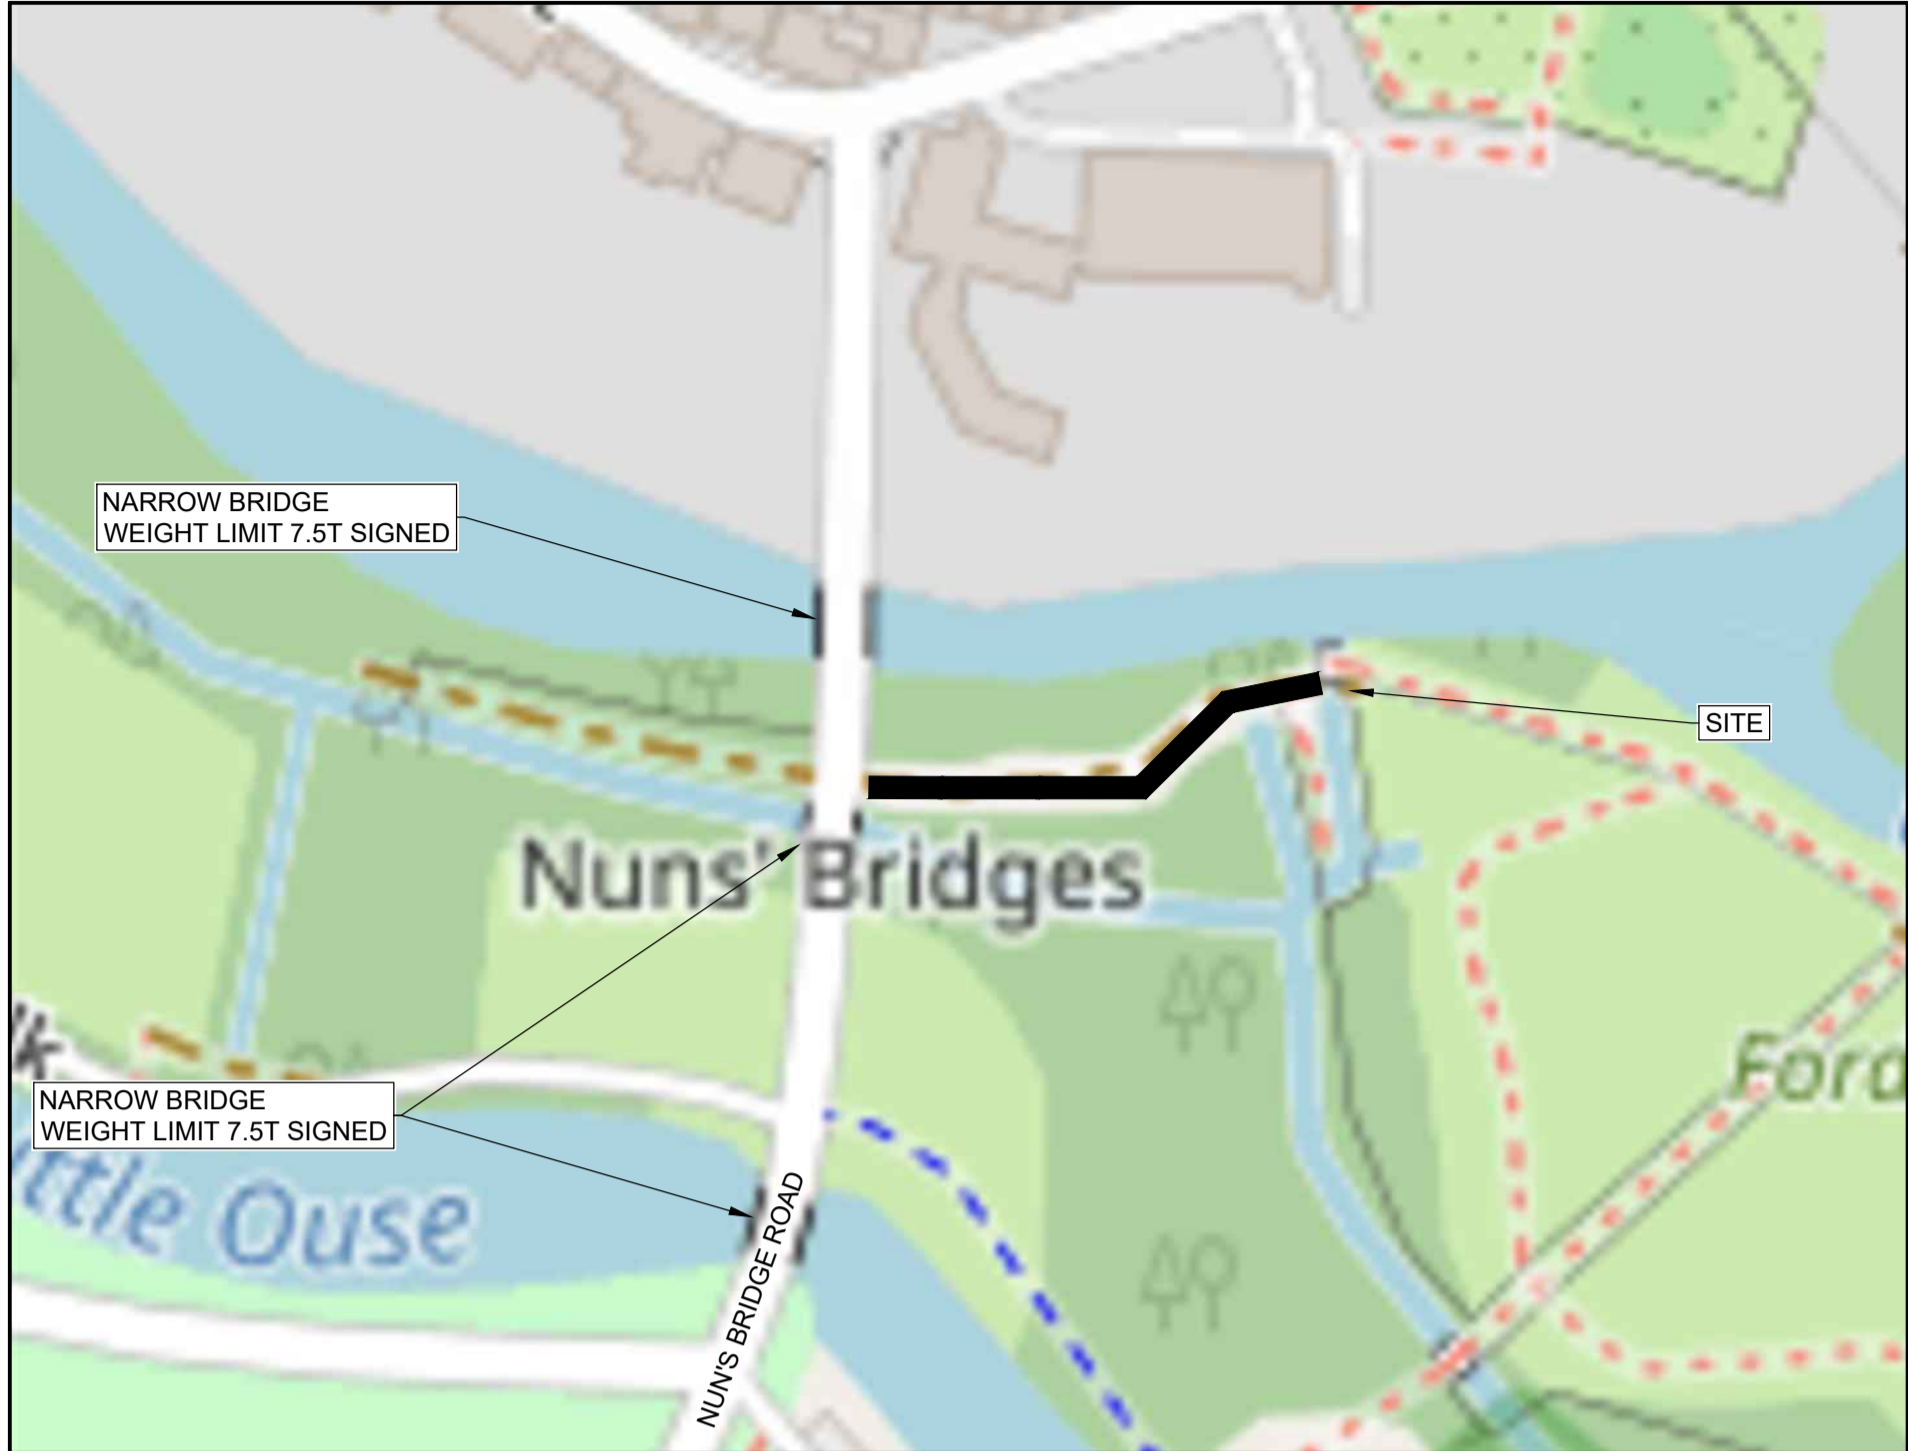 NARROW BRIDGE
WEIGHT LIMIT 7.5T SIGNED
SITE
Nuns' Bridges
lk
Ford
NARROW BRIDGE
WEIGHT LIMIT 7.5T SIGNED
ttle Ouse
NUN'S BRIDGE ROAD